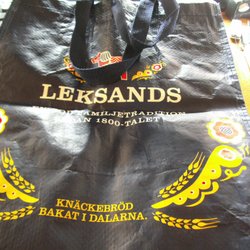 LEKSANDS
FAMILJETRADITION
1800-TALET
KNÄCKEBRÖD
BAKAT I DALARNA.